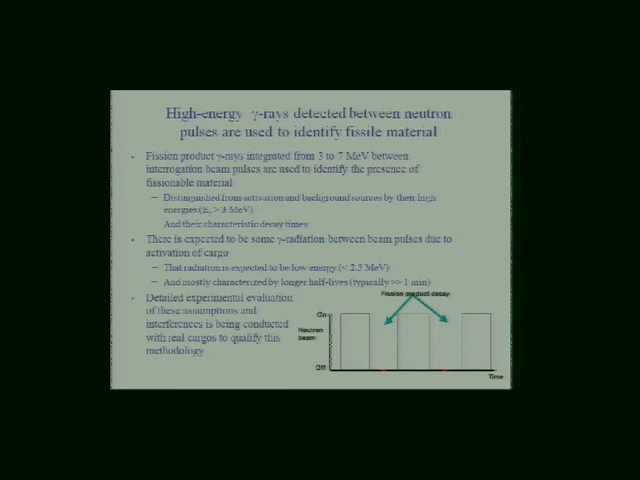 High-energy γ-rays detected between neutron
pulses are used to identify fissile material
• Fission product γ-rays integrated from 3 to 7 MeV between
interrogation beam pulses are used to identify the presence of
fissionable material
– Distinguished from activation and background sources by their high
energies (Eγ > 3 MeV)
And their characteristic decay times
• There is expected to be some γ-radiation between beam pulses due to
activation of cargo
– That radiation is expected to be low energy (< 2.5 MeV)
– And mostly characterized by longer half-lives (typically >> 1 min)
• Detailed experimental evaluation
of these assumptions and
interferences is being conducted
with real cargos to qualify this
methodology
Fission product decay
On
Neutron
beam
Off
Time